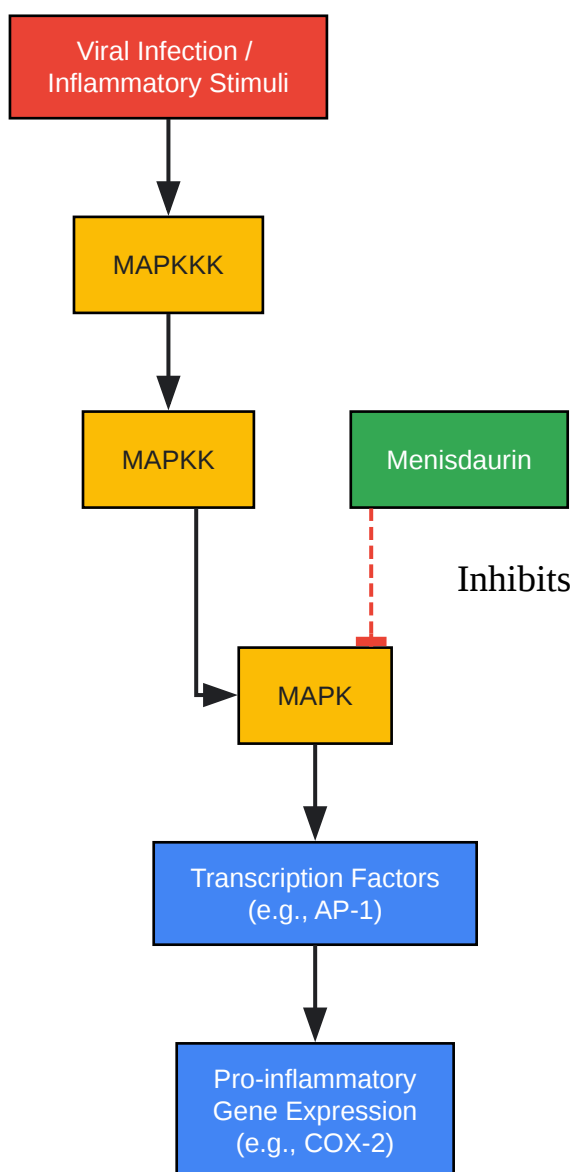 Viral Infection /
Inflammatory Stimuli
MAPKKK
MAPKK
Menisdaurin
Inhibits
MAPK
Transcription Factors
(e.g., AP-1)
Pro-inflammatory
Gene Expression
(e.g., COX-2)